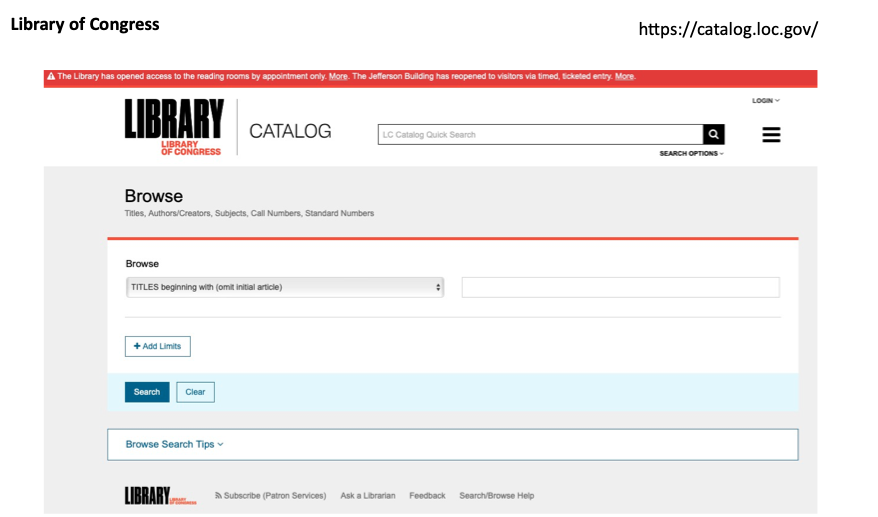 Library of Congress
https://catalog.loc.gov/
The Library has opened access to the reading rooms by appointment only. More. The Jefferson Building has reopened to visitors via timed, ticketed entry. More.
LOGIN
LIBRARY
LIBRARY
OF CONGRESS
CATALOG
LC Catalog Quick Search
SEARCH OPTIONS
Browse
Titles, Authors/Creators, Subjects, Call Numbers, Standard Numbers
Browse
TITLES beginning with (omit initial article)
+ Add Limits
Search Clear
Browse Search Tips
LIBRARY
LIBRARY
OF CONGRESS
Subscribe (Patron Services) Ask a Librarian Feedback Search/Browse Help